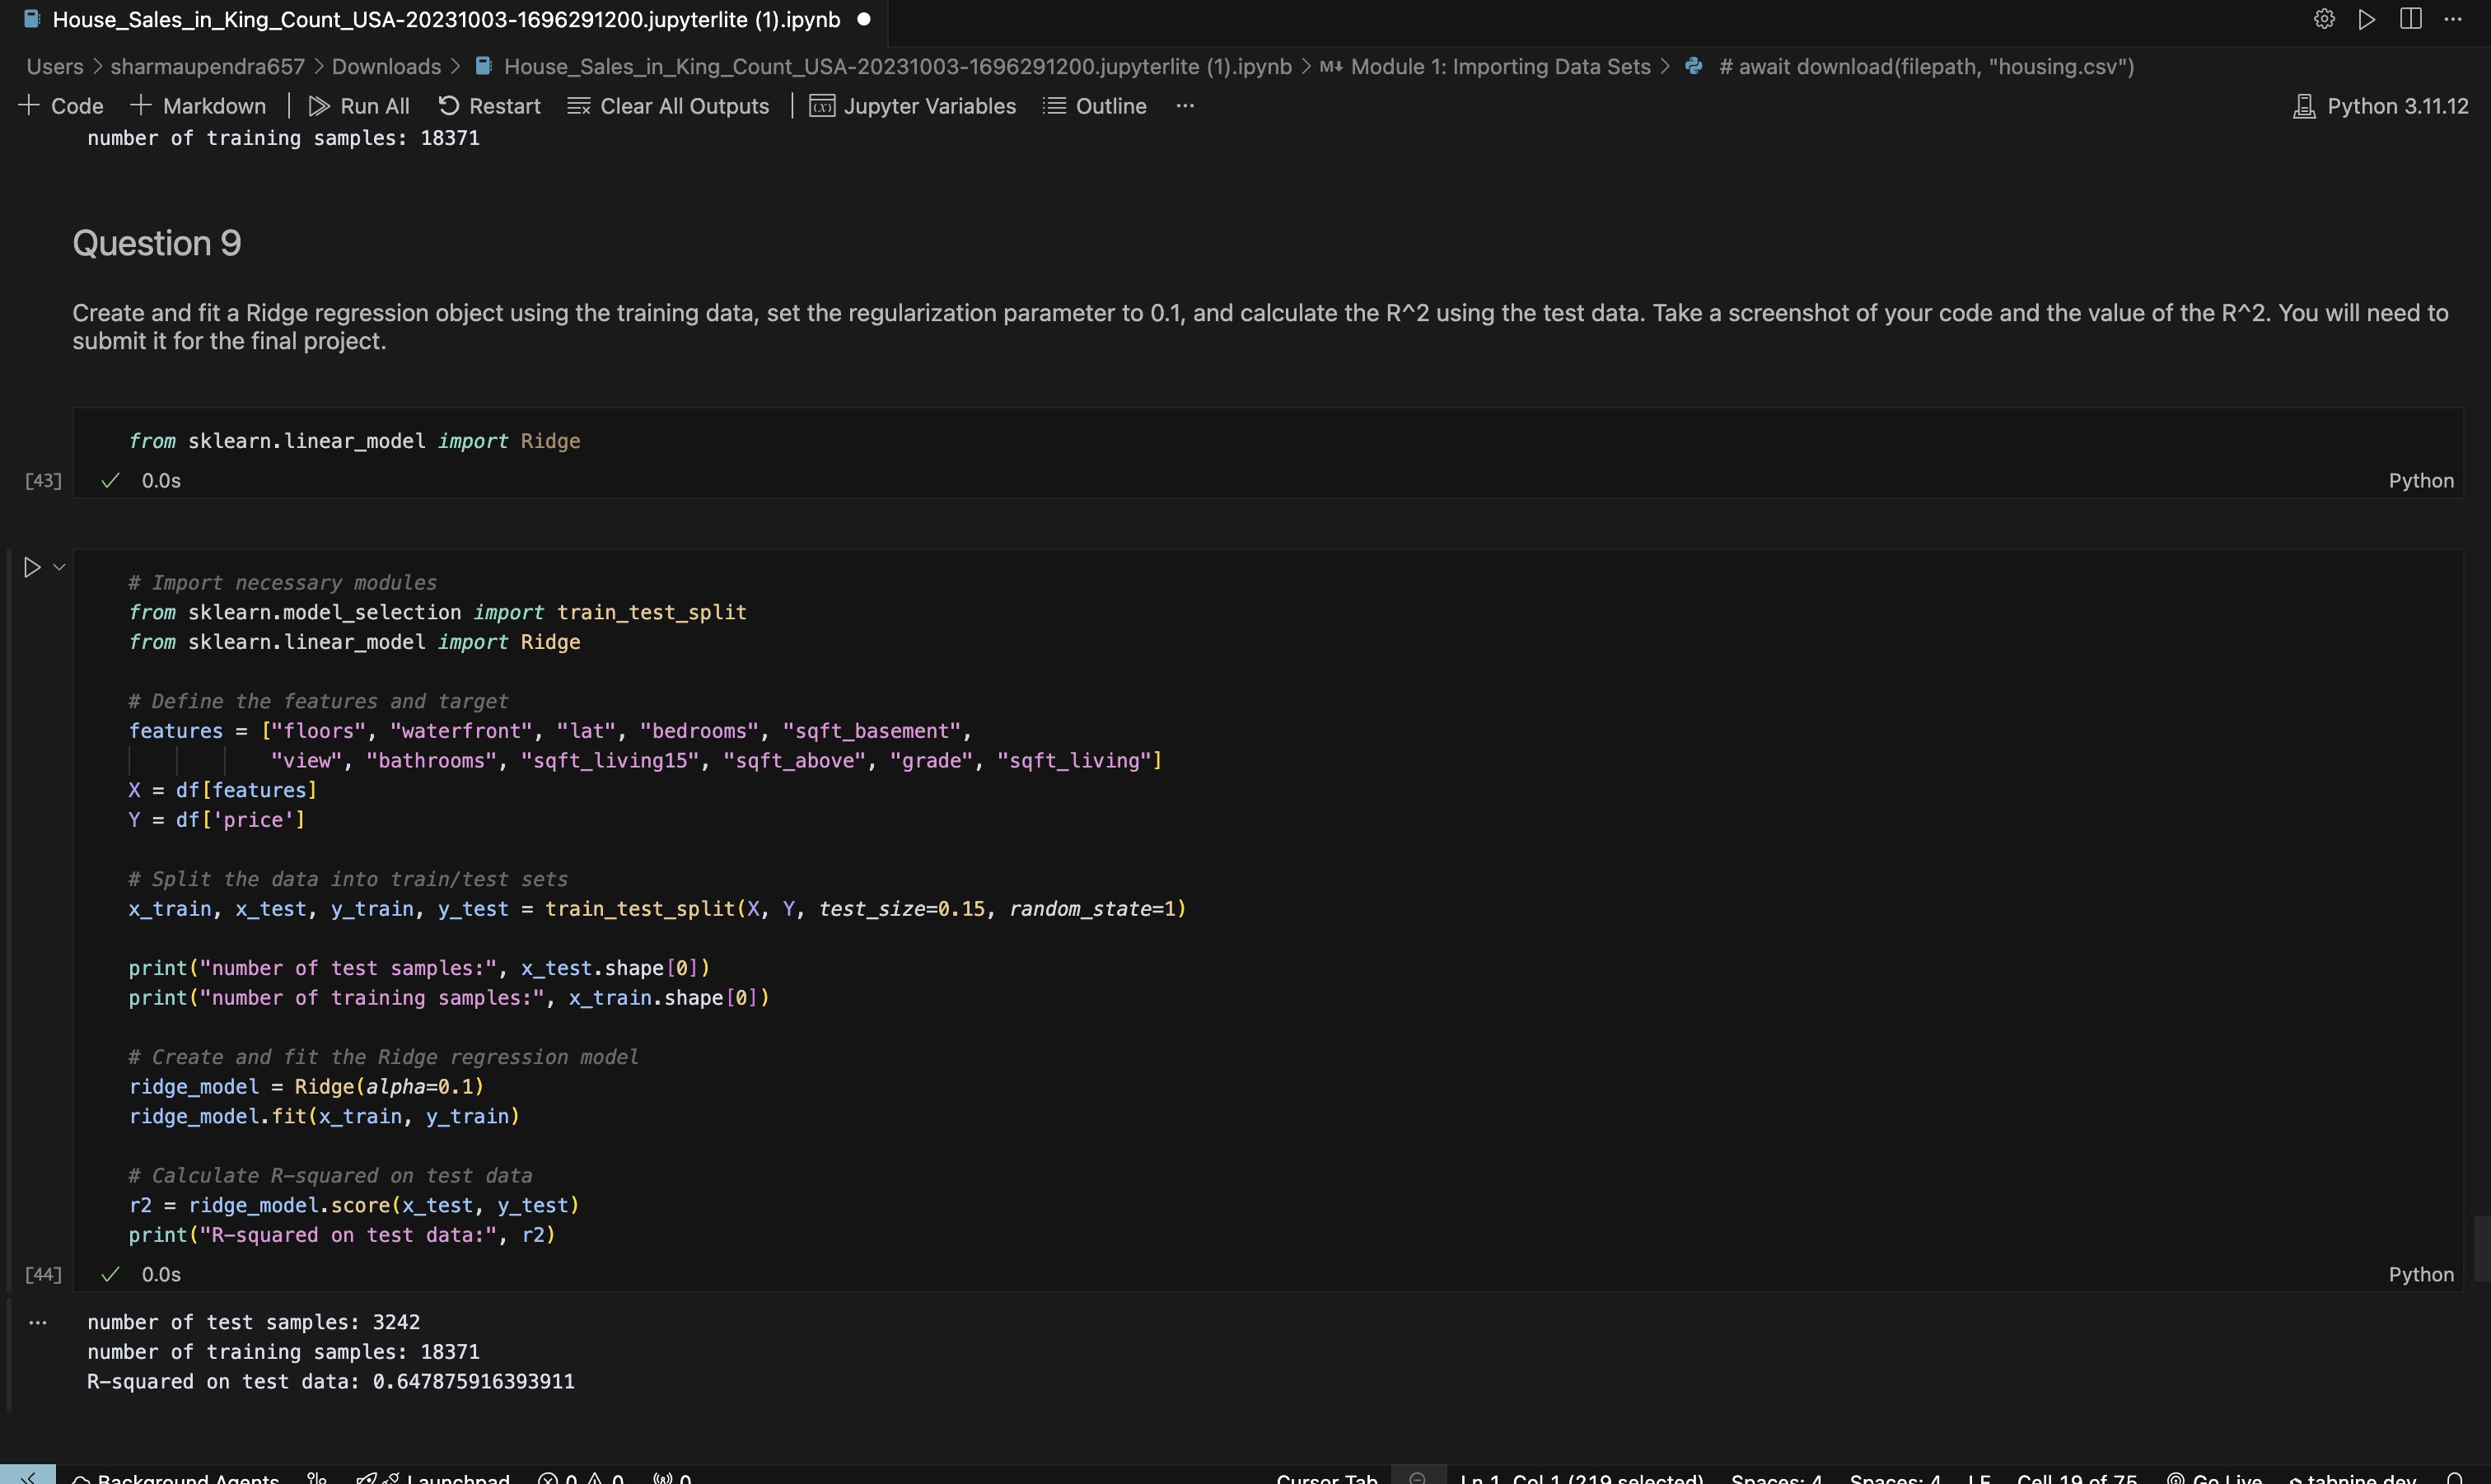 House_Sales_in_King_Count_USA-20231003-1696291200.jupyterlite (1).ipynb
Users > sharmaupendra657 > Downloads > House_Sales_in_King_Count_USA-20231003-1696291200.jupyterlite (1).ipynb > M↓ Module 1: Importing Data Sets > # await download(filepath, "housing.csv")
+ Code + Markdown | Run All Restart Clear All Outputs | Jupyter Variables Outline ··· Python 3.11.12
number of training samples: 18371
Question 9
Create and fit a Ridge regression object using the training data, set the regularization parameter to 0.1, and calculate the R^2 using the test data. Take a screenshot of your code and the value of the R^2. You will need to
submit it for the final project.
from sklearn.linear_model import Ridge
[43] ✓ 0.0s Python
# Import necessary modules
from sklearn.model_selection import train_test_split
from sklearn.linear_model import Ridge
# Define the features and target
features = ["floors", "waterfront", "lat", "bedrooms", "sqft_basement",
"view", "bathrooms", "sqft_living15", "sqft_above", "grade", "sqft_living"]
X = df[features]
Y = df['price']
# Split the data into train/test sets
x_train, x_test, y_train, y_test = train_test_split(X, Y, test_size=0.15, random_state=1)
print("number of test samples:", x_test.shape[0])
print("number of training samples:", x_train.shape[0])
# Create and fit the Ridge regression model
ridge_model = Ridge(alpha=0.1)
ridge_model.fit(x_train, y_train)
# Calculate R-squared on test data
r2 = ridge_model.score(x_test, y_test)
print("R-squared on test data:", r2)
[44] ✓ 0.0s Python
··· number of test samples: 3242
number of training samples: 18371
R-squared on test data: 0.647875916393911
Background Agents Launchpad 0 0 0 Cursor Tab Ln 1, Col 1 (219 selected) Spaces: 4 Spaces: 4 LF Cell 19 of 75 Go Live tabnine dev